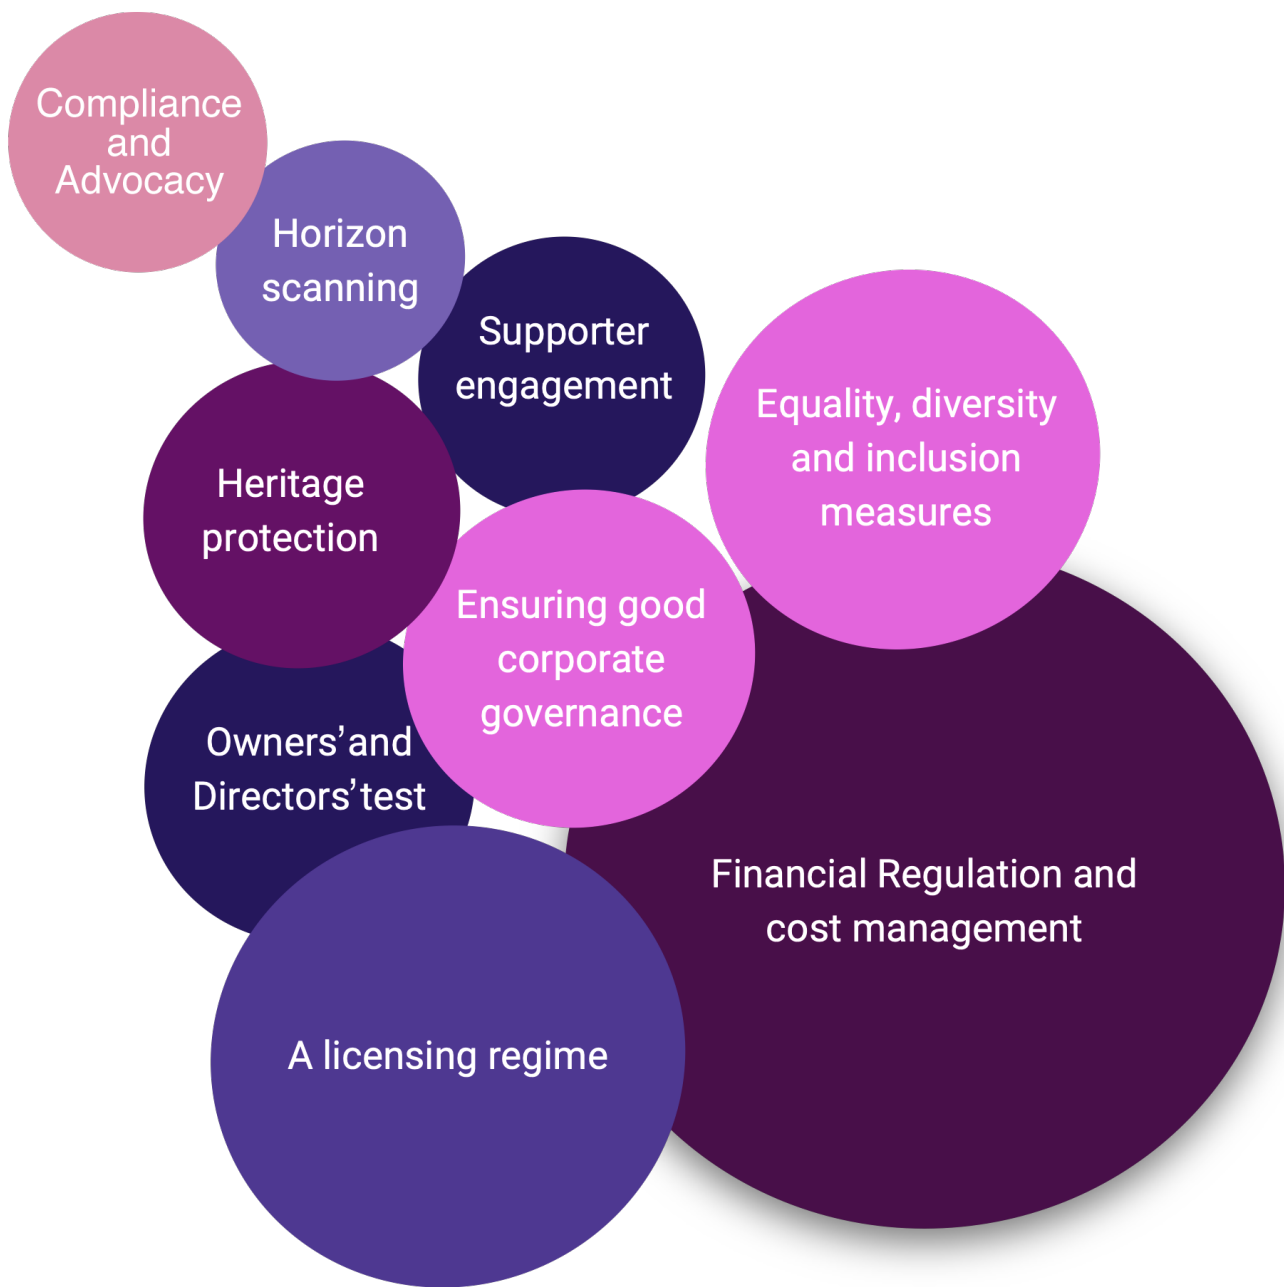 Compliance
and
Advocacy
Horizon
scanning
Supporter
engagement
Equality, diversity
and inclusion
measures
Heritage
protection
Ensuring good
corporate
governance
Owners’and
Directors’test
Financial Regulation and
cost management
A licensing regime